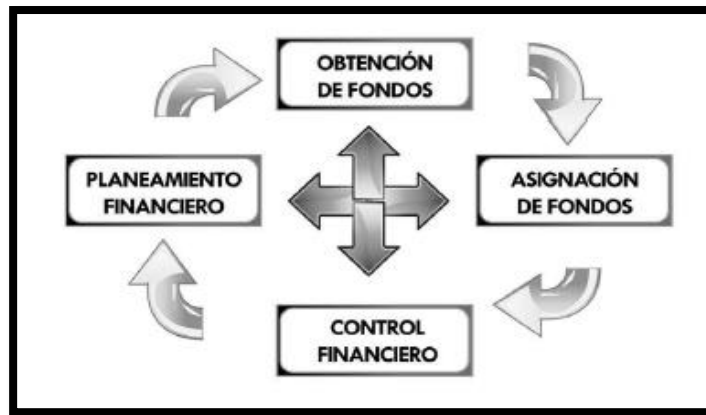 OBTENCIÓN
DE FONDOS
PLANEAMIENTO
FINANCIERO
ASIGNACIÓN
DE FONDOS
CONTROL
FINANCIERO